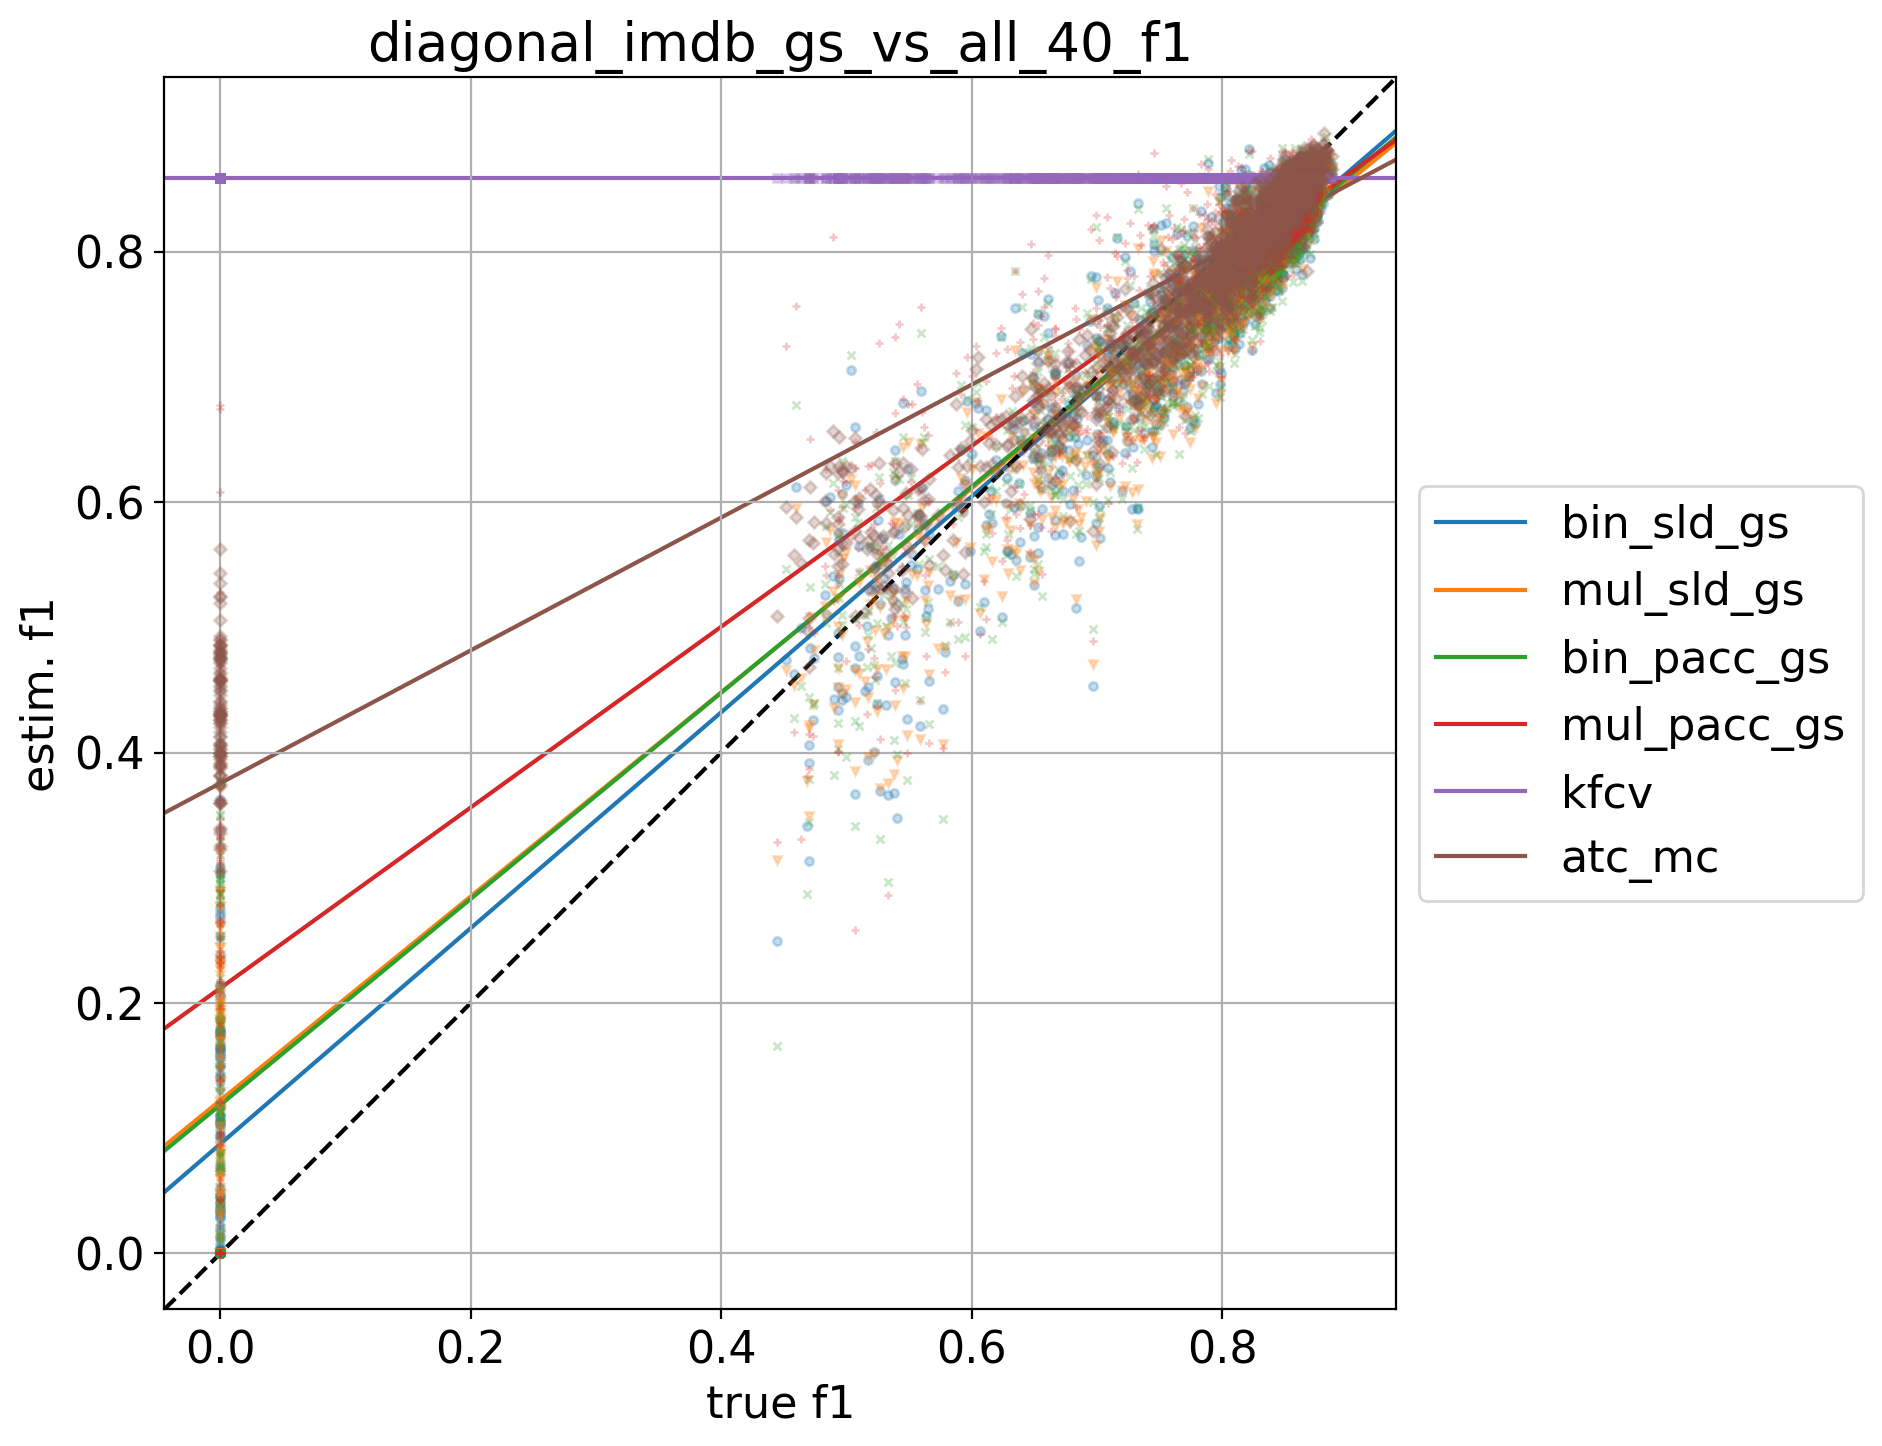 diagonal_imdb_gs_vs_all_40_f1
estim. f1
0.8
0.6
0.4
0.2
0.0
0.0 0.2 0.4 0.6 0.8
true f1
bin_sld_gs
mul_sld_gs
bin_pacc_gs
mul_pacc_gs
kfcv
atc_mc